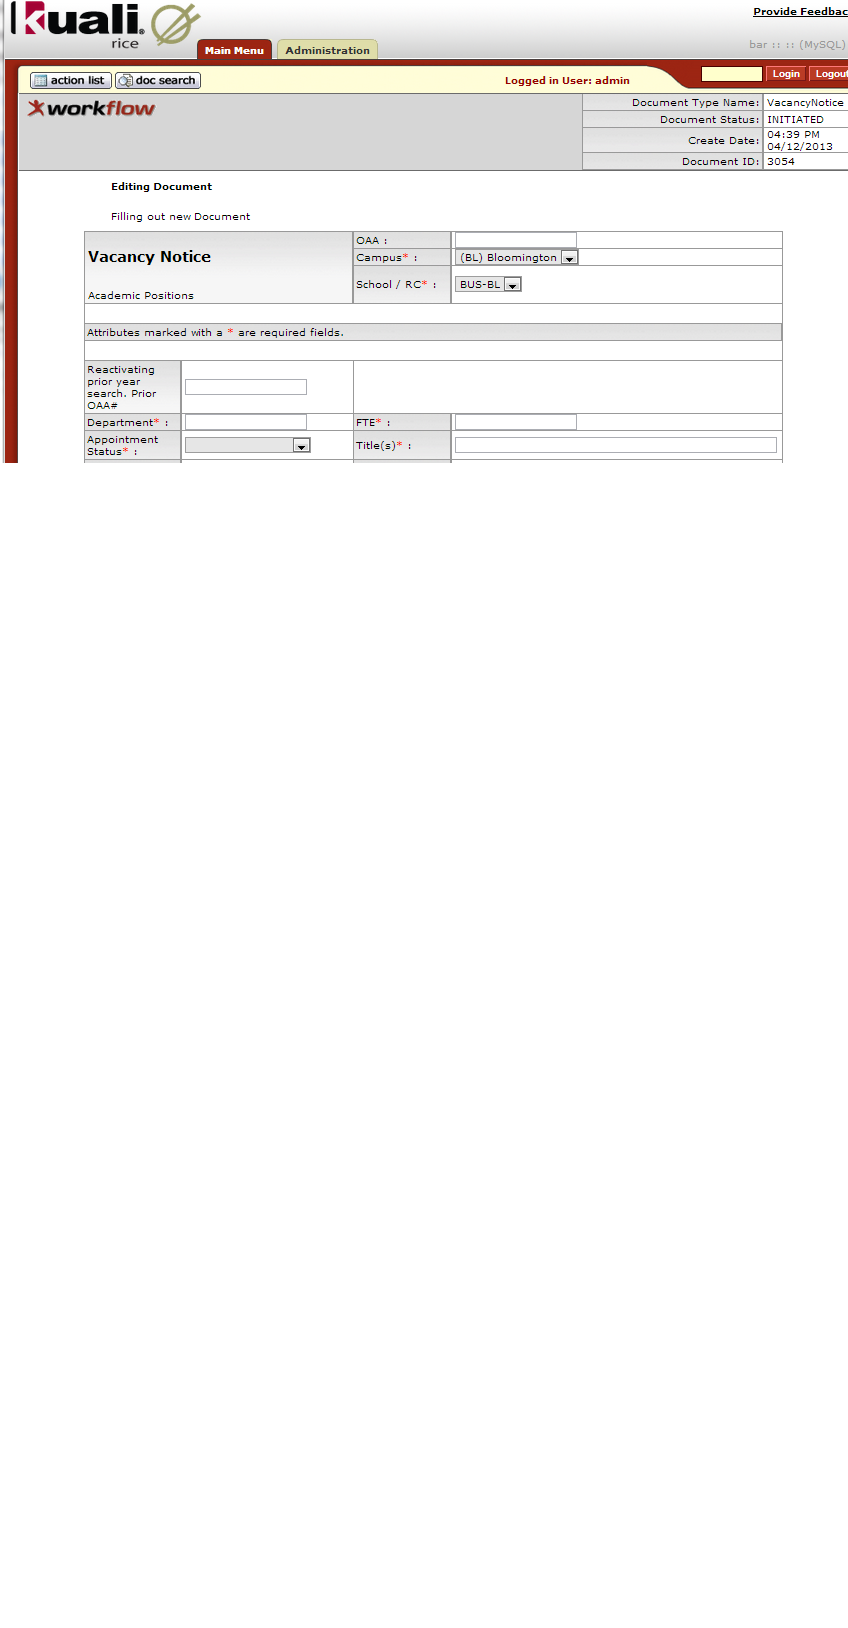 Kuali
rice
Provide Feedbac
Main Menu
Administration
bar :: :: (MySQL)
action list
doc search
Logged in User: admin
Login
Logout
workflow
Document Type Name: VacancyNotice
Document Status: INITIATED
Create Date: 04:39 PM
04/12/2013
Document ID: 3054
Editing Document
Filling out new Document
Vacancy Notice
Academic Positions
OAA :
Campus* : (BL) Bloomington
School / RC* : BUS-BL
Attributes marked with a * are required fields.
Reactivating
prior year
search. Prior
OAA#
Department* :
FTE* :
Appointment
Status* :
Title(s)* :